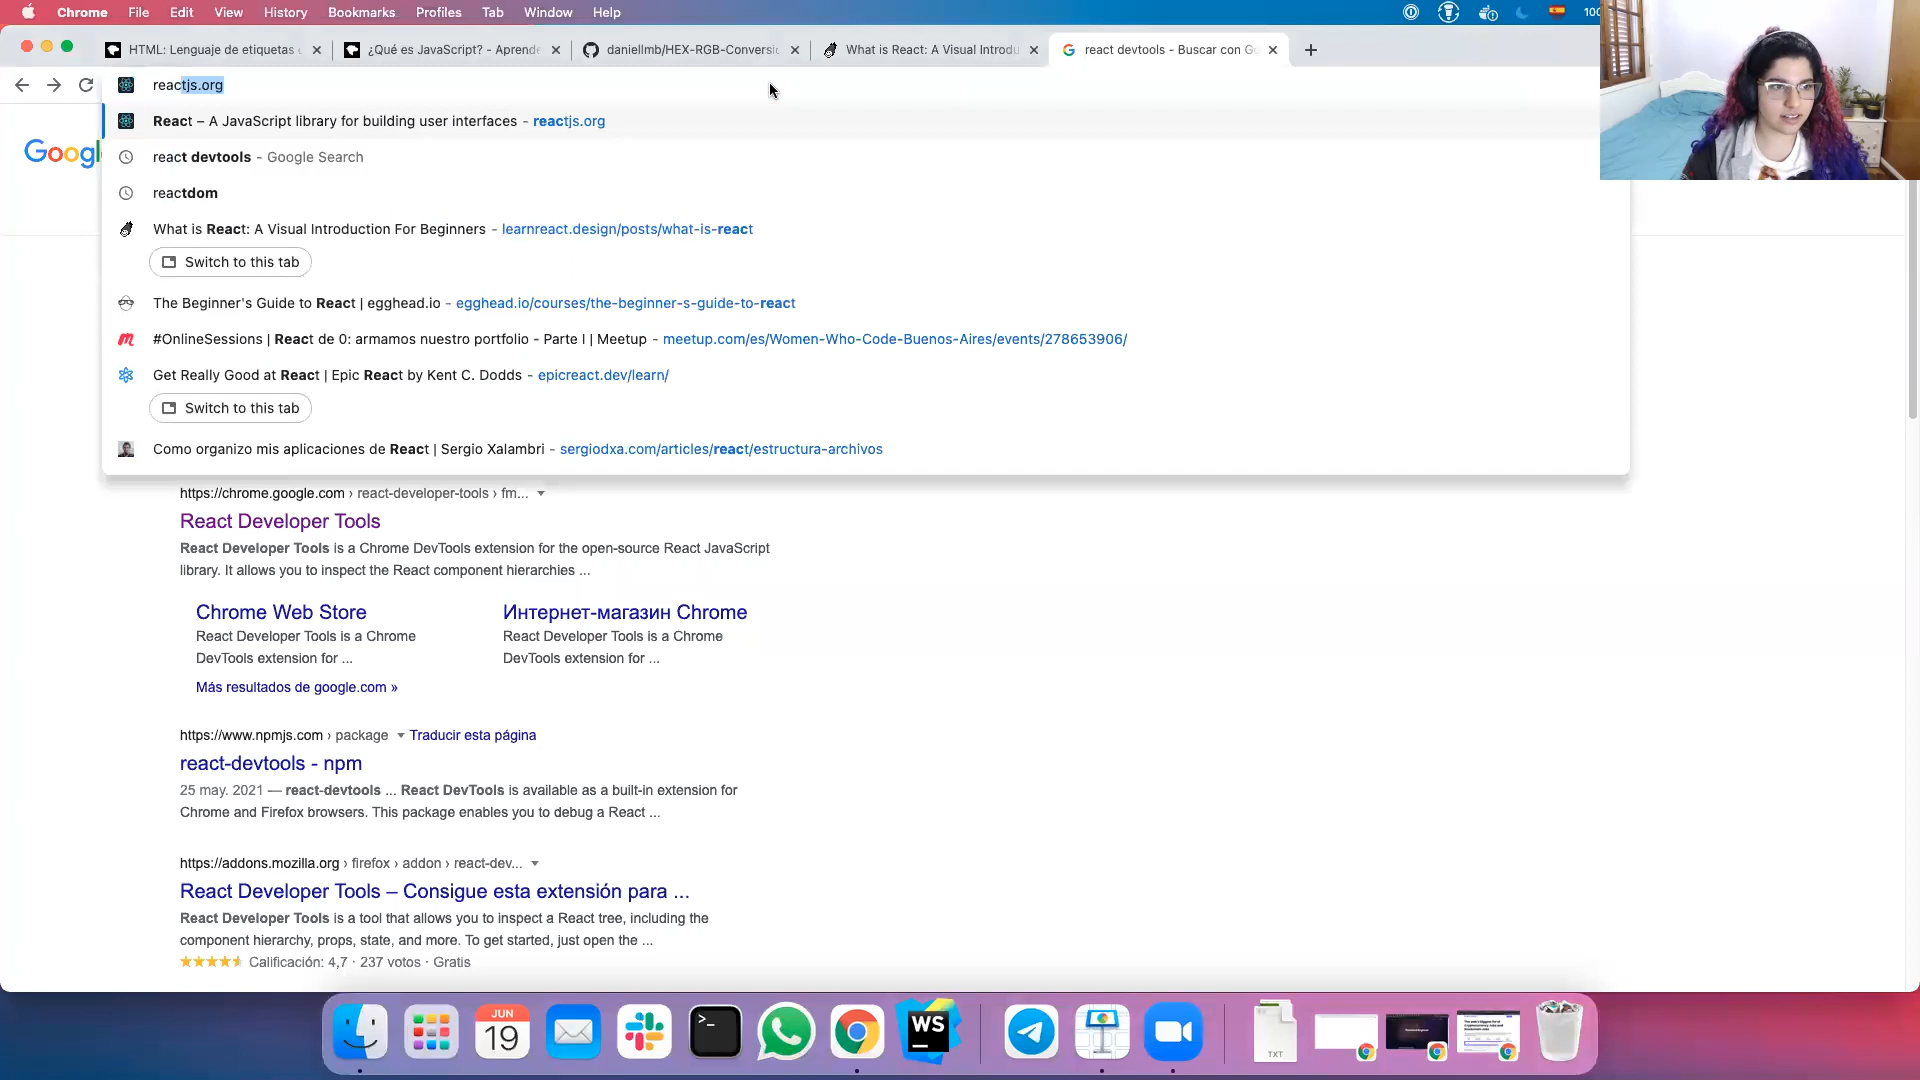 Chrome File Edit View History Bookmarks Profiles Tab Window Help
100
HTML: Lenguaje de etiquetas
¿Qué es JavaScript? - Aprende
daniellmb/HEX-RGB-Conversio
What is React: A Visual Introdu
react devtools - Buscar con Go
reactjs.org
React – A JavaScript library for building user interfaces - reactjs.org
Googl
react devtools - Google Search
reactdom
What is React: A Visual Introduction For Beginners - learnreact.design/posts/what-is-react
Switch to this tab
The Beginner's Guide to React | egghead.io - egghead.io/courses/the-beginner-s-guide-to-react
#OnlineSessions | React de 0: armamos nuestro portfolio - Parte I | Meetup - meetup.com/es/Women-Who-Code-Buenos-Aires/events/278653906/
Get Really Good at React | Epic React by Kent C. Dodds - epicreact.dev/learn/
Switch to this tab
Como organizo mis aplicaciones de React | Sergio Xalambrí - sergiodxa.com/articles/react/estructura-archivos
https://chrome.google.com › react-developer-tools › fm...
React Developer Tools
React Developer Tools is a Chrome DevTools extension for the open-source React JavaScript
library. It allows you to inspect the React component hierarchies ...
Chrome Web Store
React Developer Tools is a Chrome
DevTools extension for ...
Интернет-магазин Chrome
React Developer Tools is a Chrome
DevTools extension for ...
Más resultados de google.com »
https://www.npmjs.com › package Traducir esta página
react-devtools - npm
25 may. 2021 — react-devtools ... React DevTools is available as a built-in extension for
Chrome and Firefox browsers. This package enables you to debug a React ...
https://addons.mozilla.org › firefox › addon › react-dev...
React Developer Tools – Consigue esta extensión para ...
React Developer Tools is a tool that allows you to inspect a React tree, including the
component hierarchy, props, state, and more. To get started, just open the ...
Calificación: 4,7 · 237 votos · Gratis
JUN
19
>_
WS
TXT